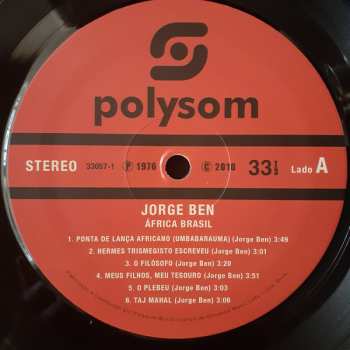 polysom
STEREO 33057-1 Ⓟ 1976 © 2010 33 1/3 Lado A
JORGE BEN
ÁFRICA BRASIL
1. PONTA DE LANÇA AFRICANO (UMBABARAUMA) (Jorge Ben) 3:49
2. HERMES TRISMEGISTO ESCREVEU (Jorge Ben) 3:01
3. O FILÓSOFO (Jorge Ben) 3:20
4. MEUS FILHOS, MEU TESOURO (Jorge Ben) 3:51
5. O PLEBEU (Jorge Ben) 3:03
6. TAJ MAHAL (Jorge Ben) 3:06